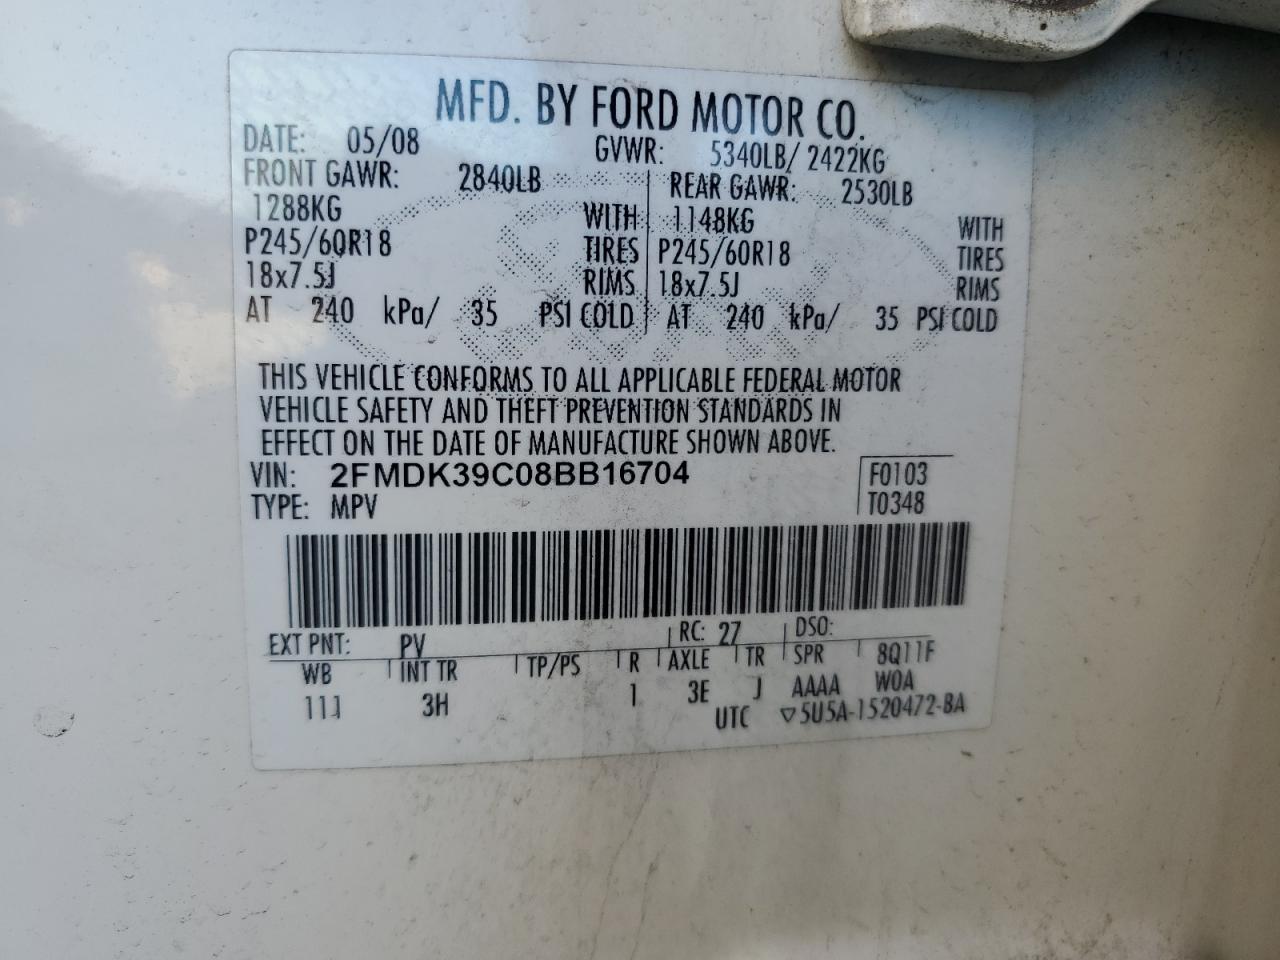 MFD. BY FORD MOTOR CO.
DATE: 05/08 GVWR: 5340LB/ 2422KG
FRONT GAWR: 2840LB REAR GAWR: 2530LB
1288KG WITH 1148KG WITH
P245/60R18 TIRES P245/60R18 TIRES
18x7.5J RIMS 18x7.5J RIMS
AT 240 kPa/ 35 PSI COLD AT 240 kPa/ 35 PSI COLD
THIS VEHICLE CONFORMS TO ALL APPLICABLE FEDERAL MOTOR
VEHICLE SAFETY AND THEFT PREVENTION STANDARDS IN
EFFECT ON THE DATE OF MANUFACTURE SHOWN ABOVE.
VIN: 2FMDK39C08BB16704 F0103
TYPE: MPV T0348
EXT PNT: PV RC: 27 DSO:
WB INT TR TP/PS R AXLE TR SPR 8Q11F
111 3H 1 3E J AAAA WOA
UTC ▽5U5A-1520472-BA